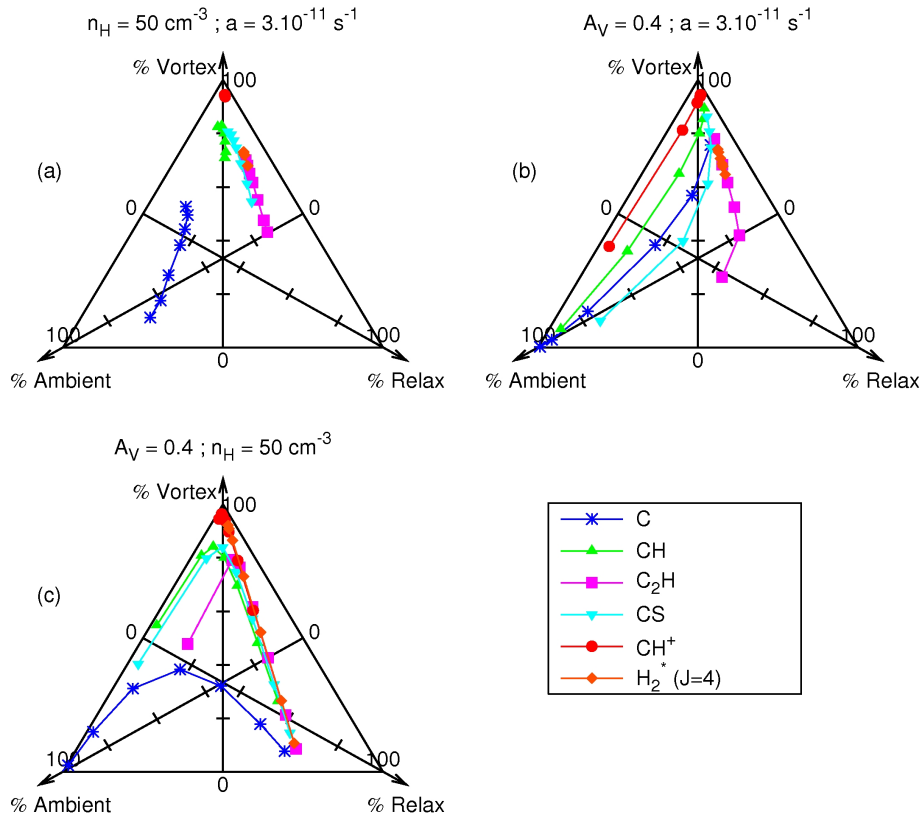 n_H = 50 cm^-3 ; a = 3.10^-11 s^-1
% Vortex
100
(a)
0
0
100
0
100
% Ambient
% Relax
A_V = 0.4 ; a = 3.10^-11 s^-1
% Vortex
100
(b)
0
0
100
0
100
% Ambient
% Relax
A_V = 0.4 ; n_H = 50 cm^-3
% Vortex
100
(c)
0
0
100
0
100
% Ambient
% Relax
C
CH
C_2H
CS
CH^+
H_2^* (J=4)